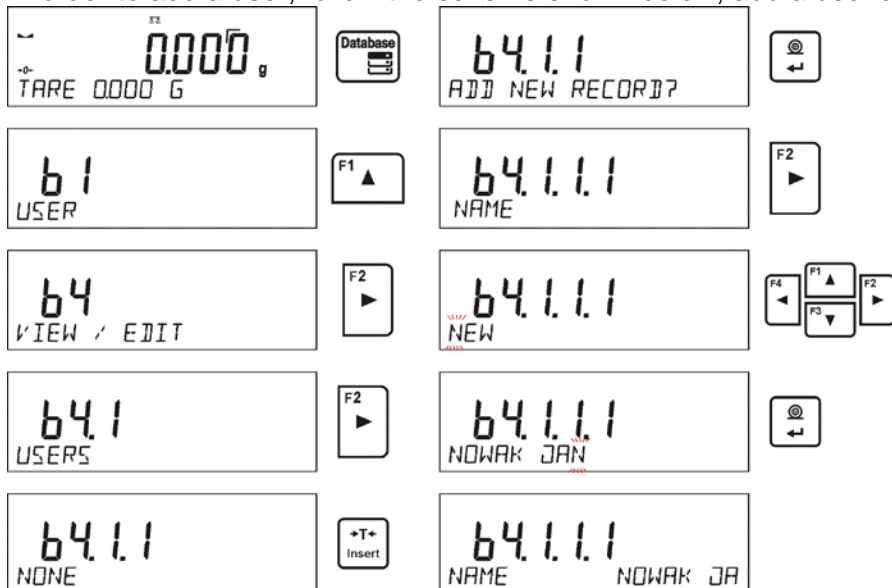 to add a user, follow the scheme shown below, add a user
0.000 g
TARE 0.000 G
Database
b1
USER
F1
b4
VIEW / EDIT
F2
b4.1
USERS
F2
b4.1.1
NONE
→T←
Insert
b4.1.1
ADD NEW RECORD?
b4.1.1.1
NAME
F2
b4.1.1.1
NEW
F4 F1 F2
F3
b4.1.1.1
NOWAK JAN
b4.1.1.1
NAME NOWAK JA